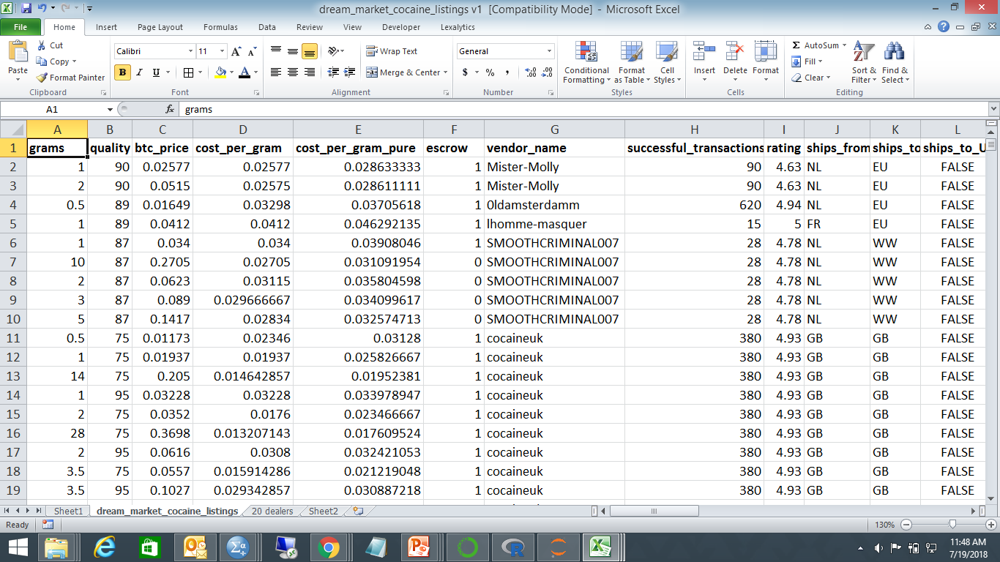 dream_market_cocaine_listings v1 [Compatibility Mode] - Microsoft Excel
File Home Insert Page Layout Formulas Data Review View Developer Lexalytics
Paste
Cut
Copy
Format Painter
Clipboard
Calibri 11
B I U
Font
Wrap Text
Merge & Center
Alignment
General
$ % ,
Number
Conditional Formatting
Format as Table
Cell Styles
Styles
Insert Delete Format
Cells
AutoSum
Fill
Clear
Sort & Filter
Find & Select
Editing
A1 fx grams
A B C D E F G H I J K L
1 grams quality btc_price cost_per_gram cost_per_gram_pure escrow vendor_name successful_transactions rating ships_from ships_to ships_to_U
2 1 90 0.02577 0.02577 0.028633333 1 Mister-Molly 90 4.63 NL EU FALSE
3 2 90 0.0515 0.02575 0.028611111 1 Mister-Molly 90 4.63 NL EU FALSE
4 0.5 89 0.01649 0.03298 0.03705618 1 0ldamsterdamm 620 4.94 NL EU FALSE
5 1 89 0.0412 0.0412 0.046292135 1 lhomme-masquer 15 5 FR EU FALSE
6 1 87 0.034 0.034 0.03908046 1 SMOOTHCRIMINAL007 28 4.78 NL WW FALSE
7 10 87 0.2705 0.02705 0.031091954 0 SMOOTHCRIMINAL007 28 4.78 NL WW FALSE
8 2 87 0.0623 0.03115 0.035804598 0 SMOOTHCRIMINAL007 28 4.78 NL WW FALSE
9 3 87 0.089 0.029666667 0.034099617 0 SMOOTHCRIMINAL007 28 4.78 NL WW FALSE
10 5 87 0.1417 0.02834 0.032574713 0 SMOOTHCRIMINAL007 28 4.78 NL WW FALSE
11 0.5 75 0.01173 0.02346 0.03128 1 cocaineuk 380 4.93 GB GB FALSE
12 1 75 0.01937 0.01937 0.025826667 1 cocaineuk 380 4.93 GB GB FALSE
13 14 75 0.205 0.014642857 0.01952381 1 cocaineuk 380 4.93 GB GB FALSE
14 1 95 0.03228 0.03228 0.033978947 1 cocaineuk 380 4.93 GB GB FALSE
15 2 75 0.0352 0.0176 0.023466667 1 cocaineuk 380 4.93 GB GB FALSE
16 28 75 0.3698 0.013207143 0.017609524 1 cocaineuk 380 4.93 GB GB FALSE
17 2 95 0.0616 0.0308 0.032421053 1 cocaineuk 380 4.93 GB GB FALSE
18 3.5 75 0.0557 0.015914286 0.021219048 1 cocaineuk 380 4.93 GB GB FALSE
19 3.5 95 0.1027 0.029342857 0.030887218 1 cocaineuk 380 4.93 GB GB FALSE
Sheet1 dream_market_cocaine_listings 20 dealers Sheet2
Ready 130%
11:48 AM
7/19/2018